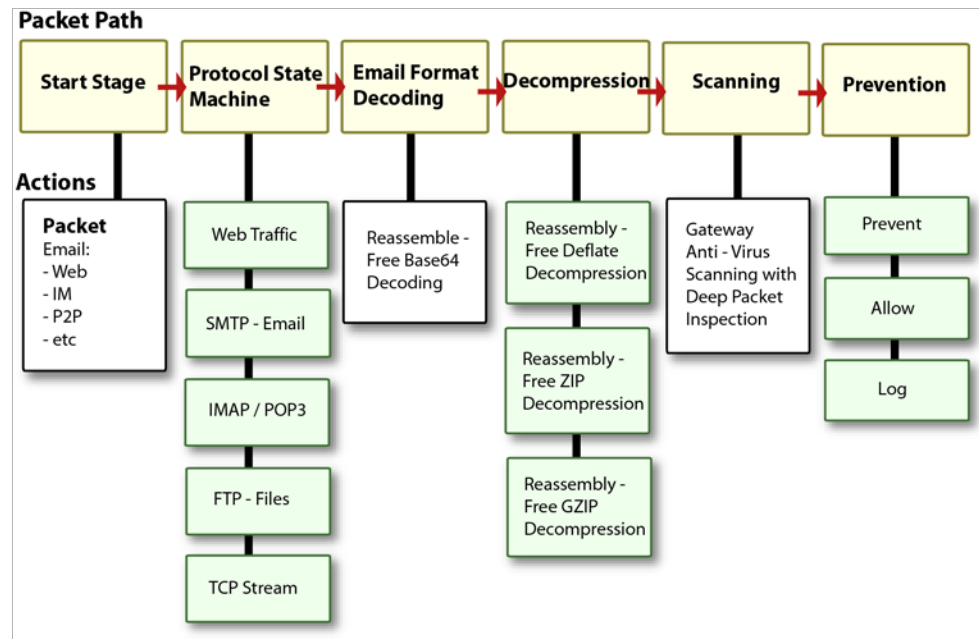 Packet Path
Start Stage
Protocol State
Machine
Email Format
Decoding
Decompression
Scanning
Prevention
Actions
Packet
Email:
- Web
- IM
- P2P
- etc
Web Traffic
SMTP - Email
IMAP / POP3
FTP - Files
TCP Stream
Reassemble -
Free Base64
Decoding
Reassembly -
Free Deflate
Decompression
Reassembly -
Free ZIP
Decompression
Reassembly -
Free GZIP
Decompression
Gateway
Anti - Virus
Scanning with
Deep Packet
Inspection
Prevent
Allow
Log